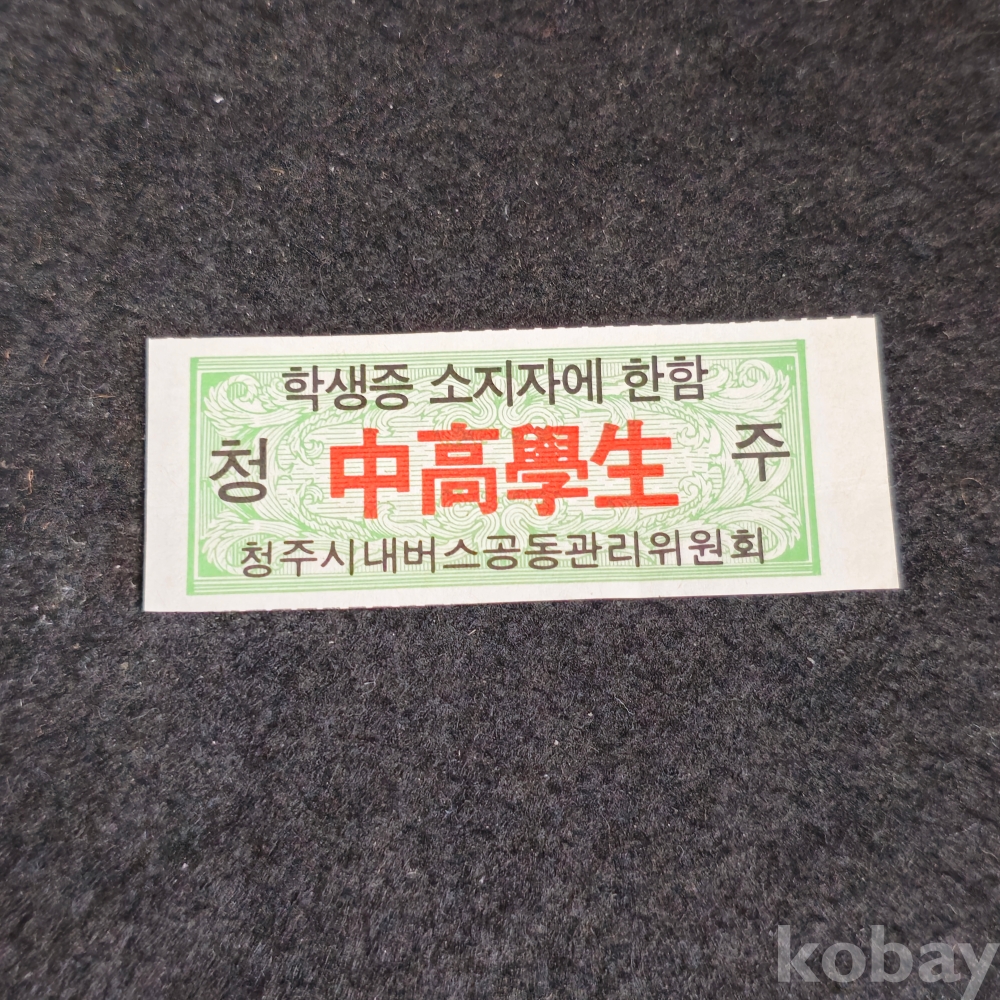 학생증 소지자에 한함
청 中高學生 주
청주시내버스공동관리위원회
kobay